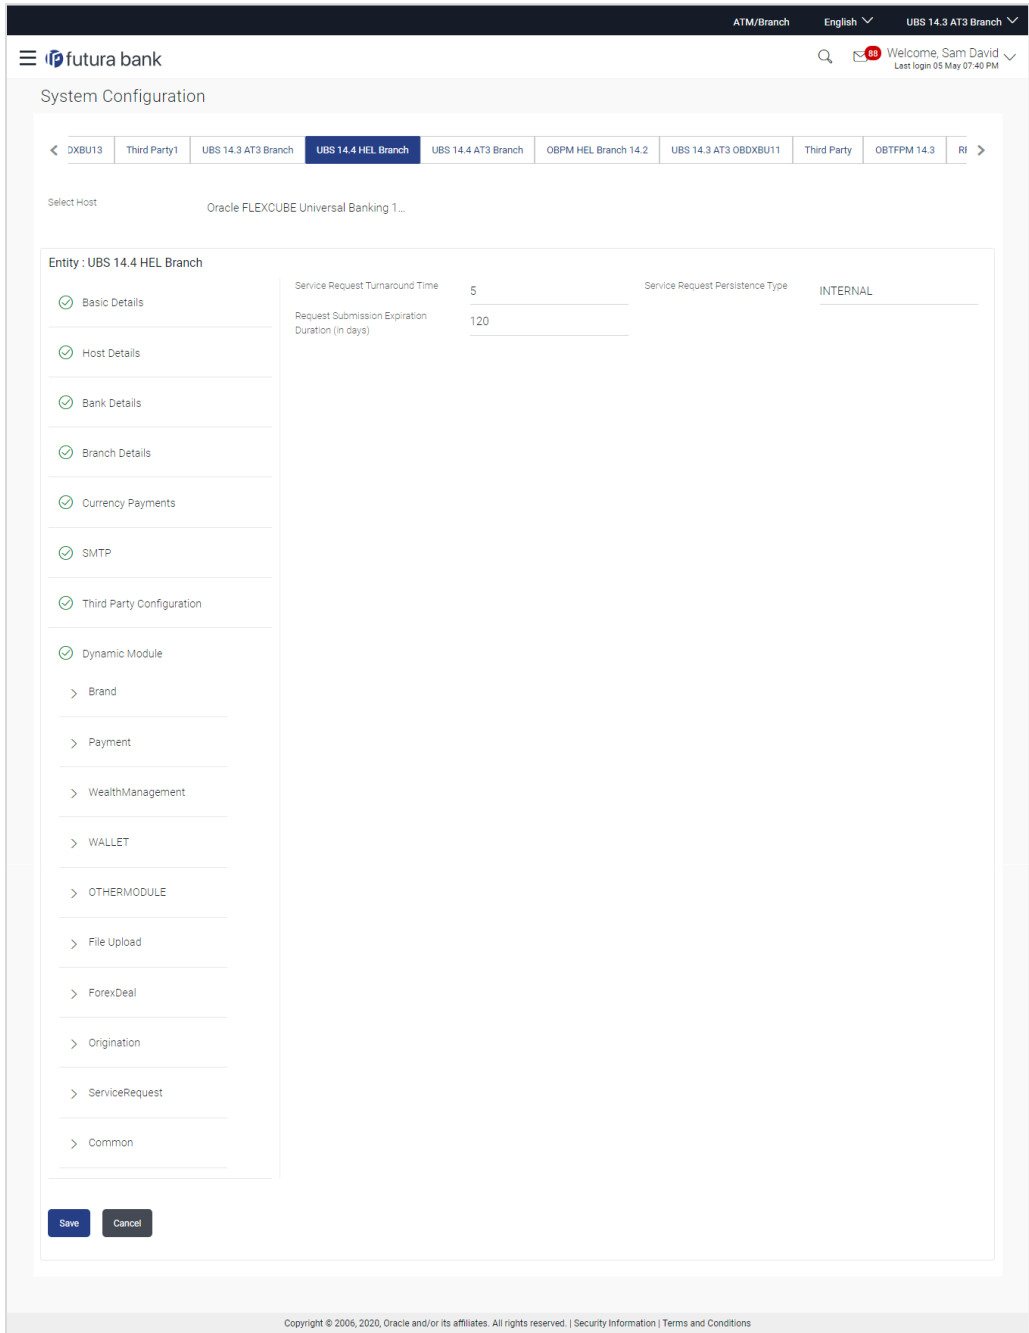 ATM/Branch English UBS 14.3 AT3 Branch
futura bank 88 Welcome, Sam David
Last login 05 May 07:40 PM
System Configuration
DXBU13 Third Party1 UBS 14.3 AT3 Branch UBS 14.4 HEL Branch UBS 14.4 AT3 Branch OBPM HEL Branch 14.2 UBS 14.3 AT3 OBDXBU11 Third Party OBTFPM 14.3
Select Host Oracle FLEXCUBE Universal Banking 1...
Entity : UBS 14.4 HEL Branch
Service Request Turnaround Time 5 Service Request Persistence Type INTERNAL
Request Submission Expiration
Duration (in days) 120
Basic Details
Host Details
Bank Details
Branch Details
Currency Payments
SMTP
Third Party Configuration
Dynamic Module
Brand
Payment
WealthManagement
WALLET
OTHERMODULE
File Upload
ForexDeal
Origination
ServiceRequest
Common
Save Cancel
Copyright © 2006, 2020, Oracle and/or its affiliates. All rights reserved. | Security Information | Terms and Conditions